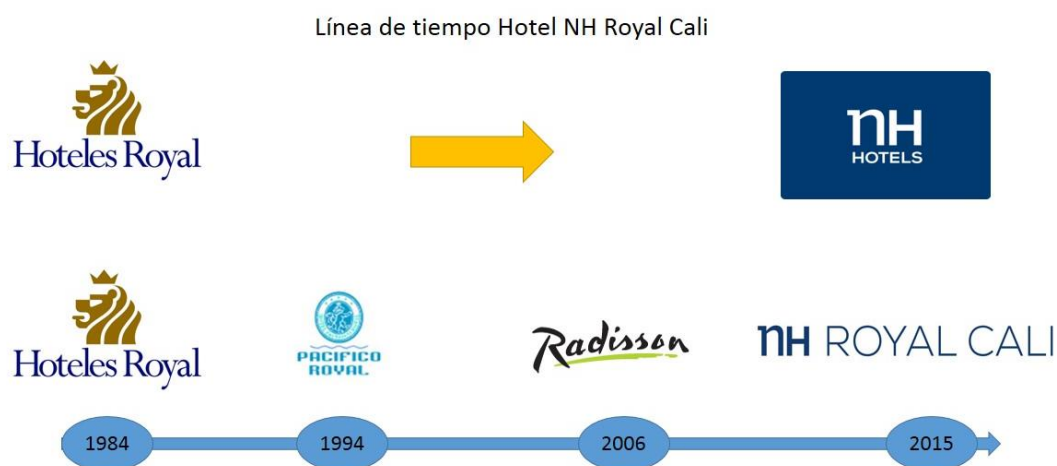 Línea de tiempo Hotel NH Royal Cali
Hoteles Royal
nH
HOTELS
Hoteles Royal
PACIFICO
ROYAL
Radisson
nH ROYAL CALI
1984
1994
2006
2015